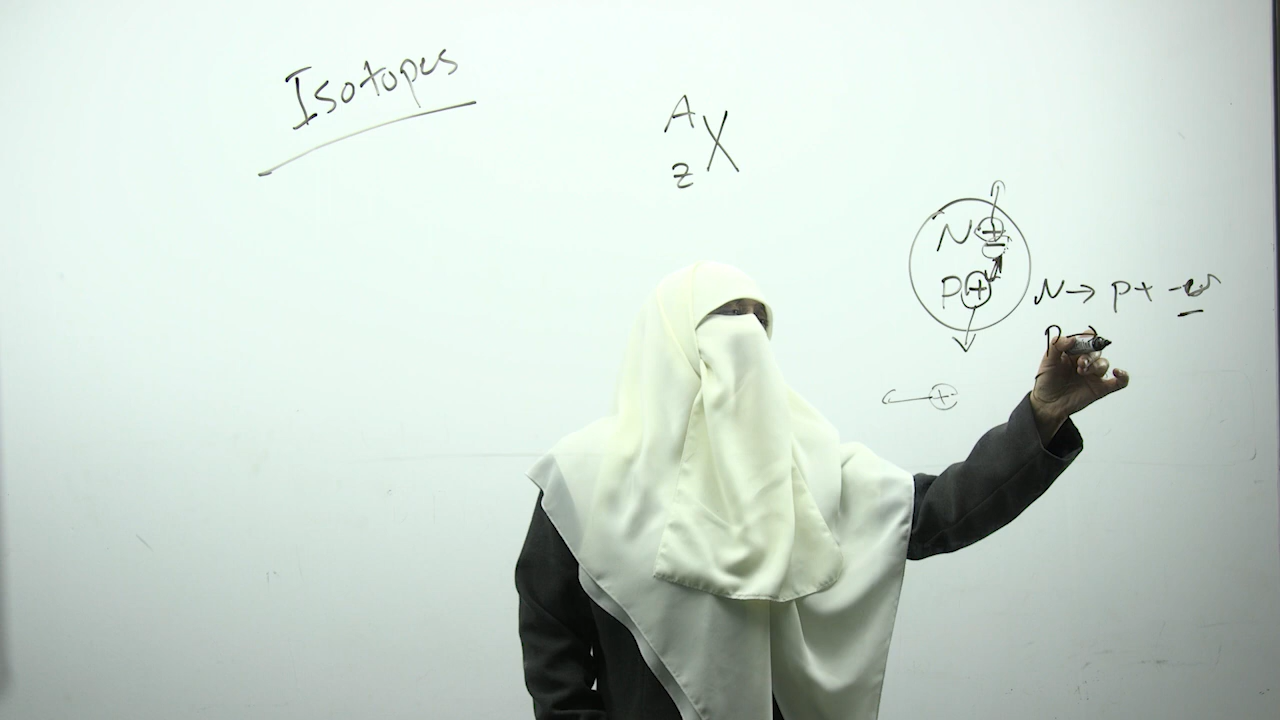 Isotopes
A
Z X
N +
-
P +
N → P +
P →
+